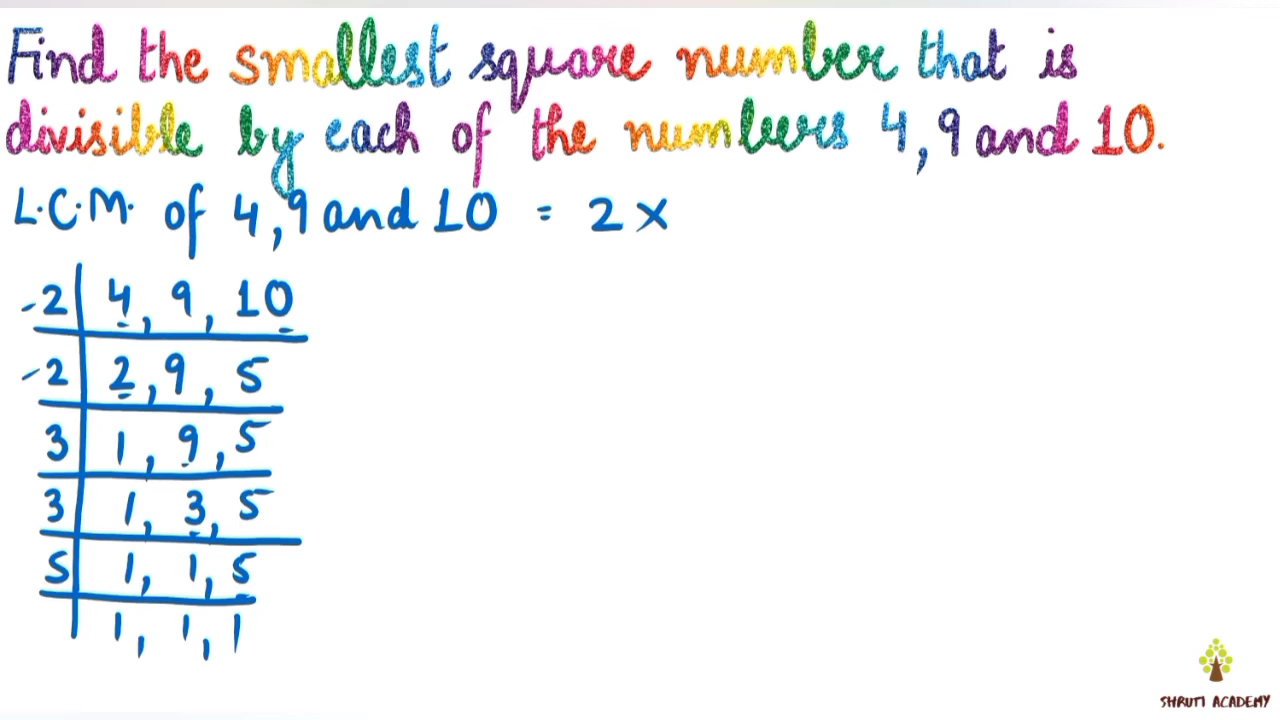 Find the smallest square number that is
divisible by each of the numbers 4, 9 and 10.
L.C.M. of 4, 9 and 10 = 2 ×
2 | 4, 9, 10
2 | 2, 9, 5
3 | 1, 9, 5
3 | 1, 3, 5
5 | 1, 1, 5
1, 1, 1
SHRUTI ACADEMY